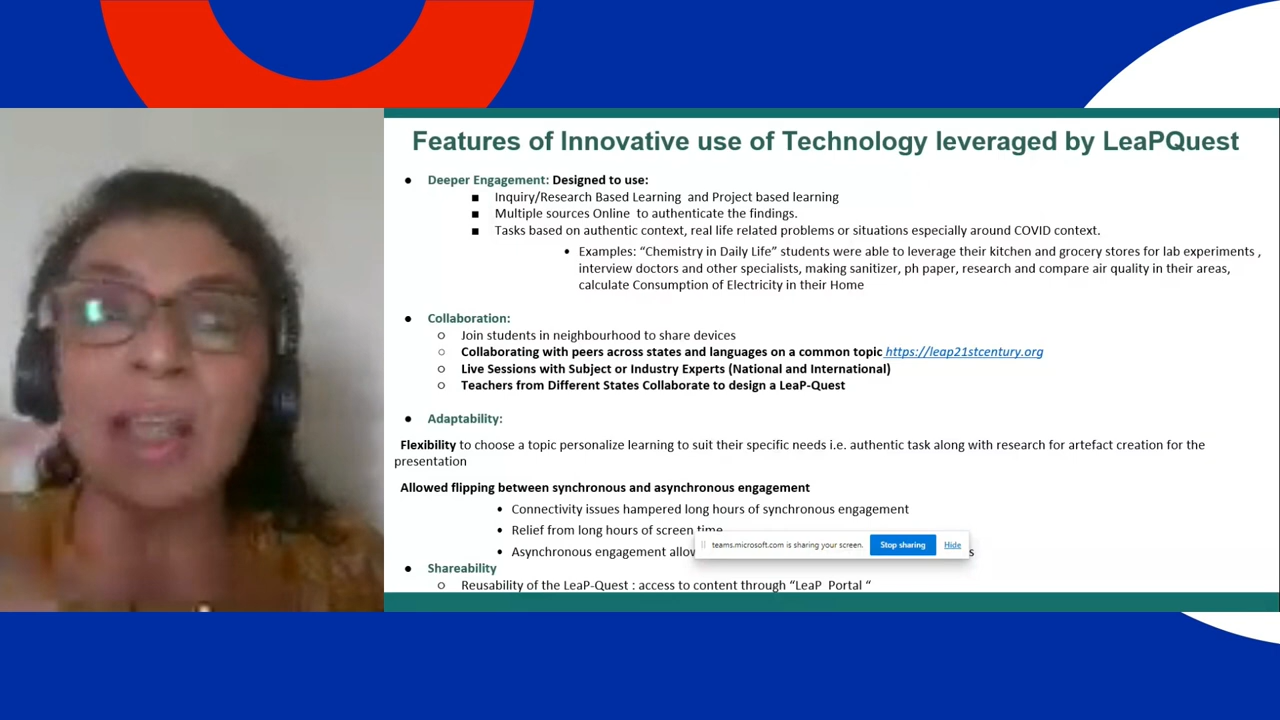 Features of Innovative use of Technology leveraged by LeaPQuest
● Deeper Engagement: Designed to use:
■ Inquiry/Research Based Learning and Project based learning
■ Multiple sources Online to authenticate the findings.
■ Tasks based on authentic context, real life related problems or situations especially around COVID context.
• Examples: “Chemistry in Daily Life” students were able to leverage their kitchen and grocery stores for lab experiments ,
interview doctors and other specialists, making sanitizer, ph paper, research and compare air quality in their areas,
calculate Consumption of Electricity in their Home
● Collaboration:
○ Join students in neighbourhood to share devices
○ Collaborating with peers across states and languages on a common topic https://leap21stcentury.org
○ Live Sessions with Subject or Industry Experts (National and International)
○ Teachers from Different States Collaborate to design a LeaP-Quest
● Adaptability:
Flexibility to choose a topic personalize learning to suit their specific needs i.e. authentic task along with research for artefact creation for the
presentation
Allowed flipping between synchronous and asynchronous engagement
• Connectivity issues hampered long hours of synchronous engagement
• Relief from long hours of screen time
teams.microsoft.com is sharing your screen. Stop sharing Hide
• Asynchronous engagement
● Shareability
○ Reusability of the LeaP-Quest : access to content through “LeaP Portal “